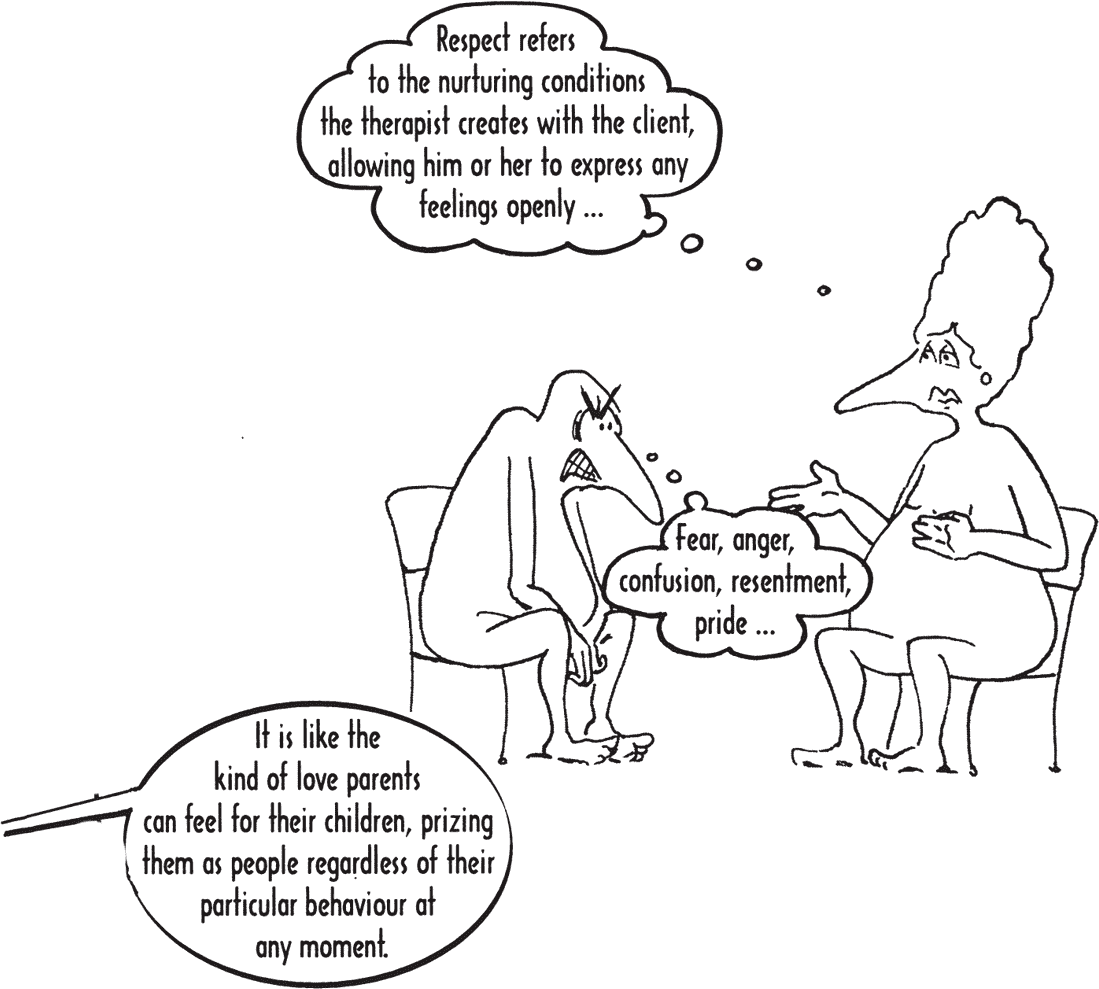 Respect refers
to the nurturing conditions
the therapist creates with the client,
allowing him or her to express any
feelings openly ...
Fear, anger,
confusion, resentment,
pride ...
It is like the
kind of love parents
can feel for their children, prizing
them as people regardless of their
particular behaviour at
any moment.